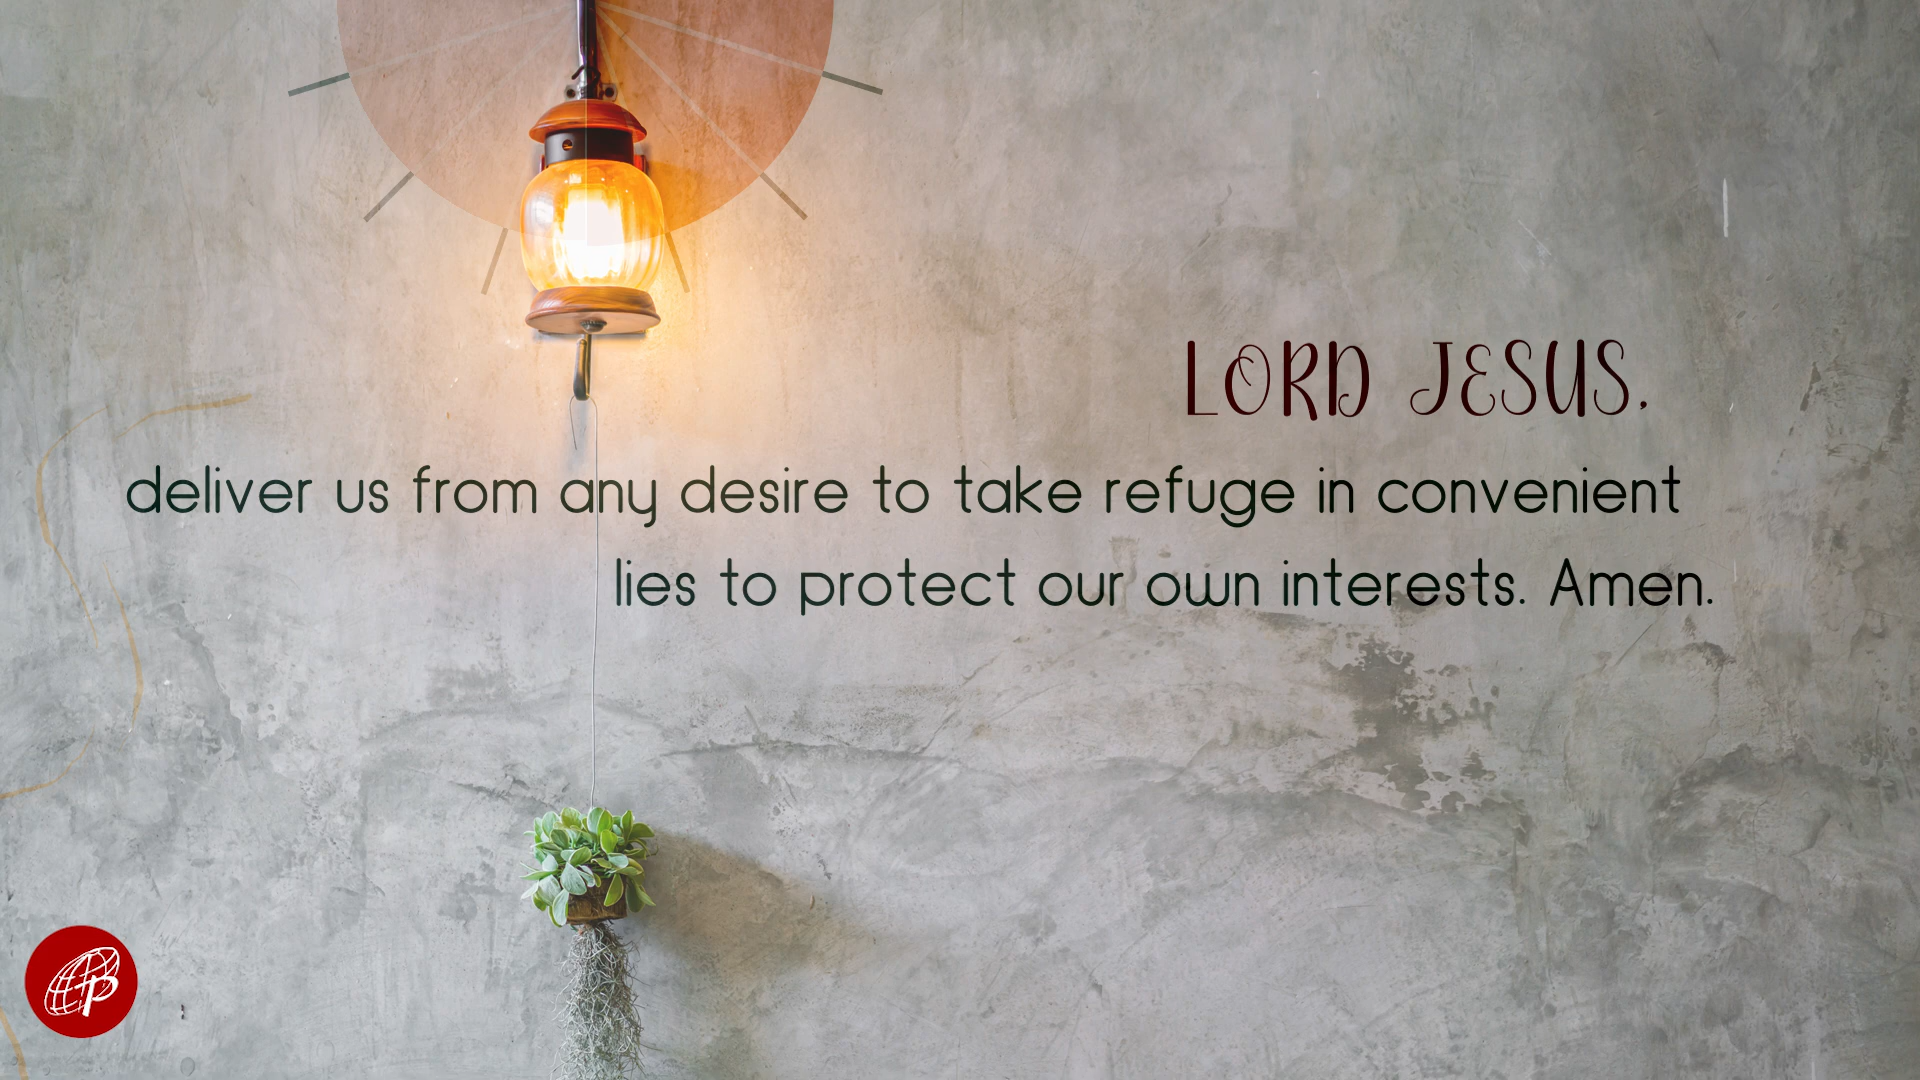 LORD JESUS,
deliver us from any desire to take refuge in convenient
lies to protect our own interests. Amen.